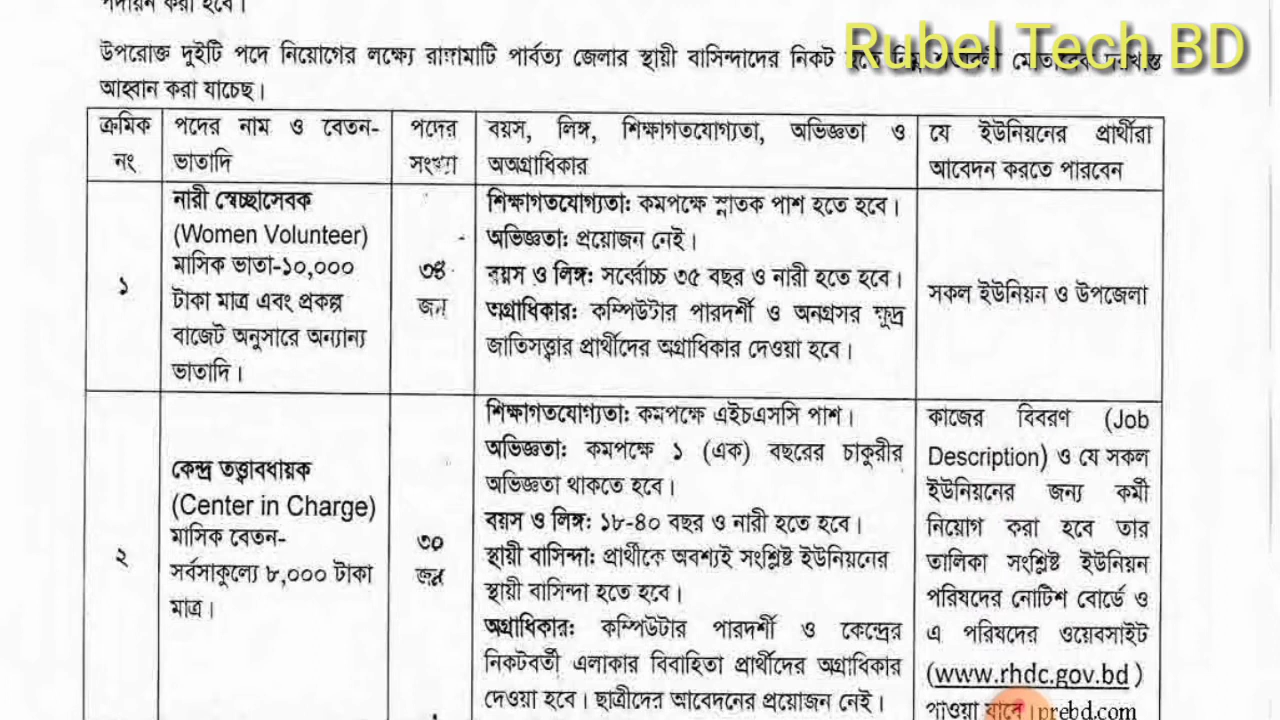 পদায়ন করা হবে।
Rubel Tech BD
উপরোক্ত দুইটি পদে নিয়োগের লক্ষ্যে রাঙ্গামাটি পার্বত্য জেলার স্থায়ী বাসিন্দাদের নিকট
আহ্বান করা যাচ্ছে।
ক্রমিক নং
পদের নাম ও বেতন-
ভাতাদি
পদের
সংখ্যা
বয়স, লিঙ্গ, শিক্ষাগতযোগ্যতা, অভিজ্ঞতা ও
অঅগ্রাধিকার
যে ইউনিয়নের প্রার্থীরা
আবেদন করতে পারবেন
১
নারী স্বেচ্ছাসেবক
(Women Volunteer)
মাসিক ভাতা-১০,০০০
টাকা মাত্র এবং প্রকল্প
বাজেট অনুসারে অন্যান্য
ভাতাদি।
জন
শিক্ষাগতযোগ্যতা: কমপক্ষে স্নাতক পাশ হতে হবে।
অভিজ্ঞতা: প্রয়োজন নেই।
বয়স ও লিঙ্গ: সর্ব্বোচ্চ ৩৫ বছর ও নারী হতে হবে।
অগ্রাধিকার: কম্পিউটার পারদর্শী ও অনগ্রসর ক্ষুদ্র
জাতিসত্ত্বার প্রার্থীদের অগ্রাধিকার দেওয়া হবে।
সকল ইউনিয়ন ও উপজেলা
২
কেন্দ্র তত্ত্বাবধায়ক
(Center in Charge)
মাসিক বেতন-
সর্বসাকুল্যে ৮,০০০ টাকা
মাত্র।
৩০
জন
শিক্ষাগতযোগ্যতা: কমপক্ষে এইচএসসি পাশ।
অভিজ্ঞতা: কমপক্ষে ১ (এক) বছরের চাকুরীর
অভিজ্ঞতা থাকতে হবে।
বয়স ও লিঙ্গ: ১৮-৪০ বছর ও নারী হতে হবে।
স্থায়ী বাসিন্দা: প্রার্থীকে অবশ্যই সংশ্লিষ্ট ইউনিয়নের
স্থায়ী বাসিন্দা হতে হবে।
অগ্রাধিকার: কম্পিউটার পারদর্শী ও কেন্দ্রের
নিকটবর্তী এলাকার বিবাহিতা প্রার্থীদের অগ্রাধিকার
দেওয়া হবে। ছাত্রীদের আবেদনের প্রয়োজন নেই।
কাজের বিবরণ (Job
Description) ও যে সকল
ইউনিয়নের জন্য কর্মী
নিয়োগ করা হবে তার
তালিকা সংশ্লিষ্ট ইউনিয়ন
পরিষদের নোটিশ বোর্ডে ও
এ পরিষদের ওয়েবসাইট
(www.rhdc.gov.bd )
পাওয়া যাবে।
prebd.com